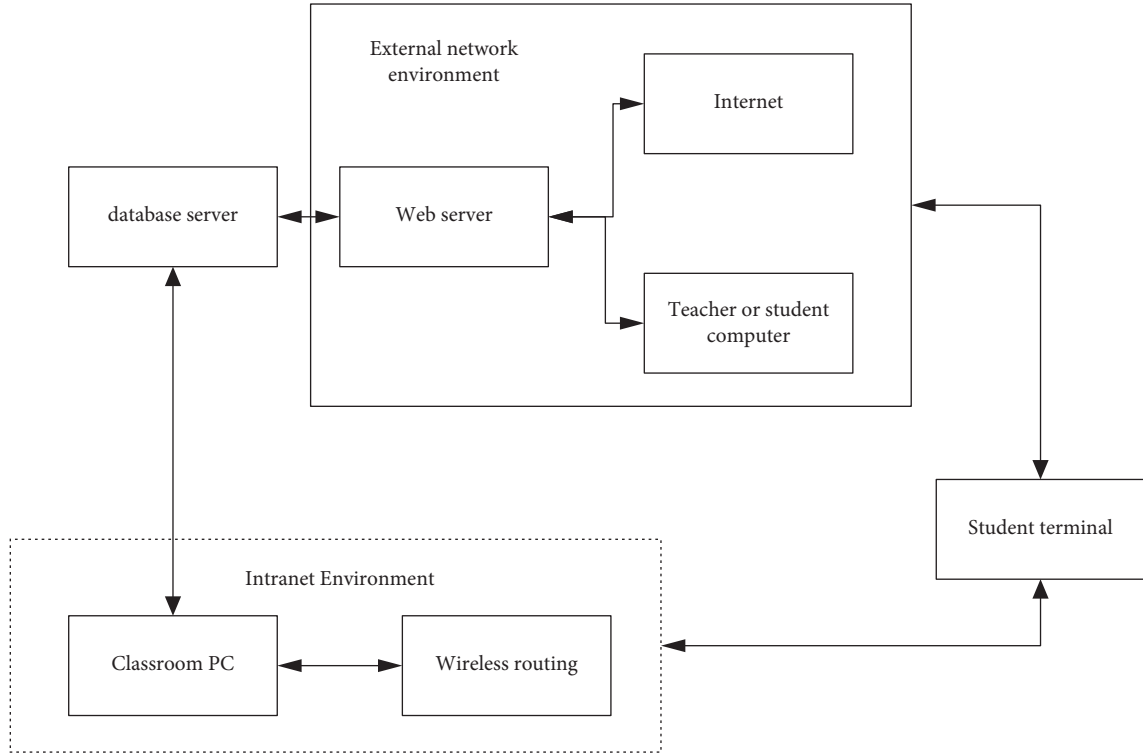 External network
environment
Internet
database server
Web server
Teacher or student
computer
Student terminal
Intranet Environment
Classroom PC
Wireless routing